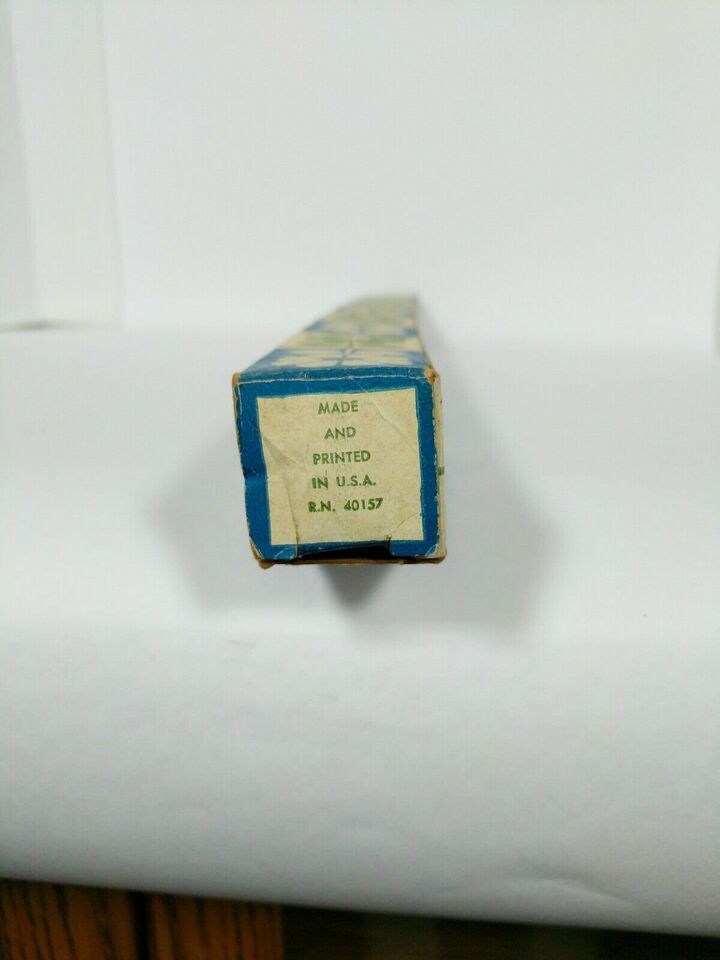 MADE
AND
PRINTED
IN U.S.A.
R.N. 40157